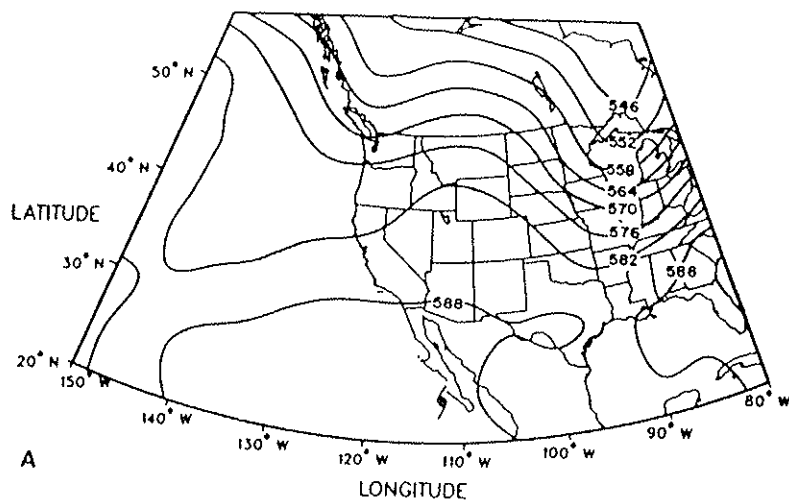 50° N
40° N
LATITUDE
30° N
20° N
150° W
140° W
130° W
120° W
110° W
100° W
90° W
80° W
LONGITUDE
A
546
552
558
564
570
576
582
588
588